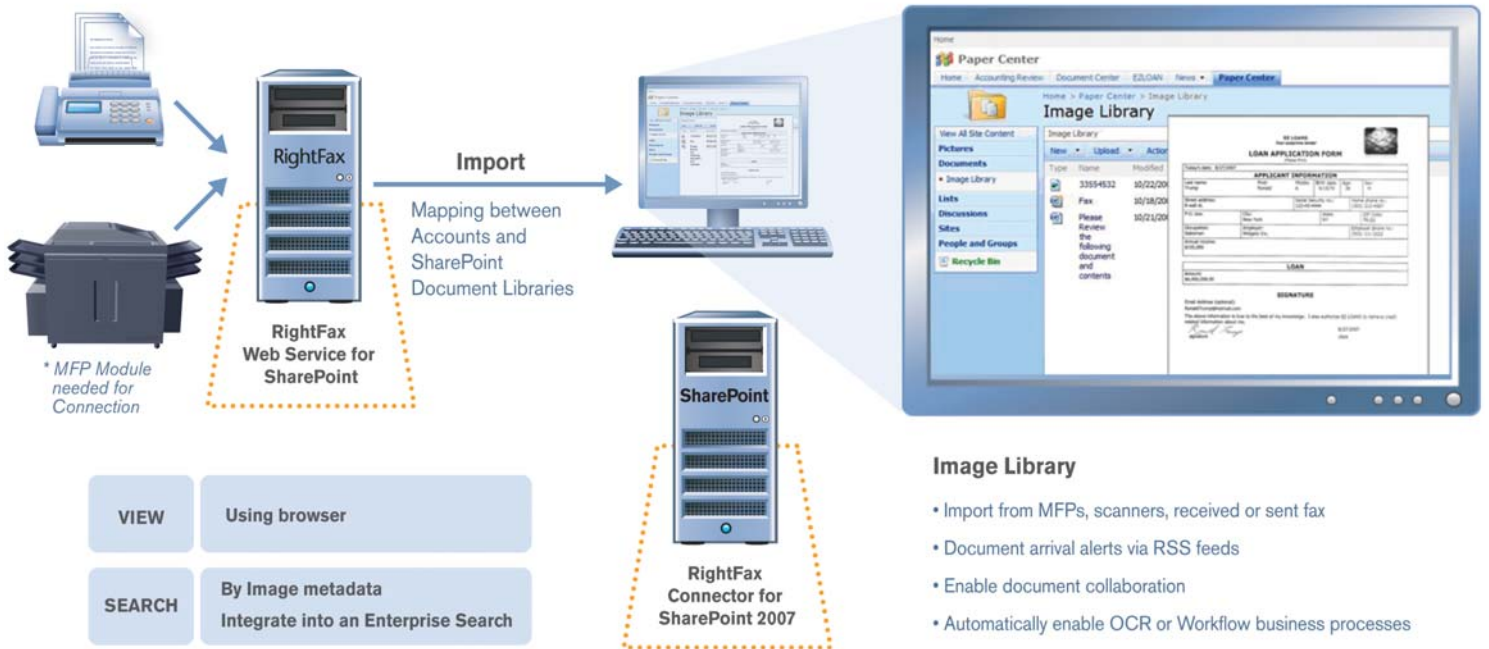 RightFax
* MFP Module
needed for
Connection
RightFax
Web Service for
SharePoint
Import
Mapping between
Accounts and
SharePoint
Document Libraries
SharePoint
RightFax
Connector for
SharePoint 2007
VIEW
Using browser
SEARCH
By Image metadata
Integrate into an Enterprise Search
Home
Paper Center
Home Accounting Review Document Center EZLOAN News Paper Center
Home > Paper Center > Image Library
Image Library
View All Site Content
Pictures
Documents
Image Library
Lists
Discussions
Sites
People and Groups
Recycle Bin
Image Library
New Upload
Type Name Modified
33554532
Fax
Please
Review
the
following
document
and
contents
EZ LOANS
LOAN APPLICATION FORM
APPLICANT INFORMATION
LOAN
SIGNATURE
Image Library
• Import from MFPs, scanners, received or sent fax
• Document arrival alerts via RSS feeds
• Enable document collaboration
• Automatically enable OCR or Workflow business processes